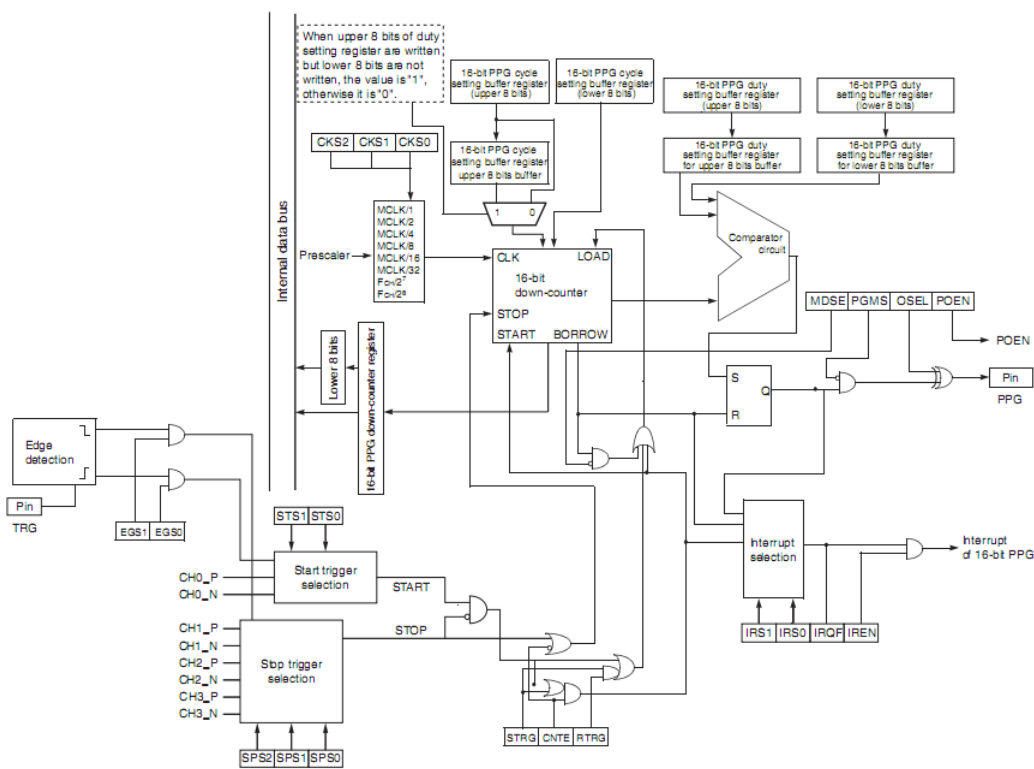 When upper 8 bits of duty
setting register are written
but lower 8 bits are not
written, the value is "1",
otherwise it is "0".
16-bit PPG cycle
setting buffer register
(upper 8 bits)
16-bit PPG cycle
setting buffer register
(lower 8 bits)
16-bit PPG duty
setting buffer register
(upper 8 bits)
16-bit PPG duty
setting buffer register
(lower 8 bits)
CKS2 CKS1 CKS0
16-bit PPG cycle
setting buffer register
upper 8 bits buffer
16-bit PPG duty
setting buffer register
for upper 8 bits buffer
16-bit PPG duty
setting buffer register
for lower 8 bits buffer
Internal data bus
1 0
Prescaler
MCLK/1
MCLK/2
MCLK/4
MCLK/8
MCLK/16
MCLK/32
FCH/2⁷
FCH/2⁸
CLK
LOAD
16-bit
down-counter
STOP
START
BORROW
Comparator
circuit
MDSE PGMS OSEL POEN
POEN
Pin
PPG
S
Q
R
Lower 8 bits
16-bit PPG down-counter register
Edge
detection
Pin
TRG
EGS1 EGS0
STS1 STS0
Start trigger
selection
START
CH0_P
CH0_N
CH1_P
CH1_N
CH2_P
CH2_N
CH3_P
CH3_N
Stop trigger
selection
STOP
SPS2 SPS1 SPS0
STRG CNTE RTRG
Interrupt
selection
Interrupt
of 16-bit PPG
IRS1 IRS0 IRQF IREN